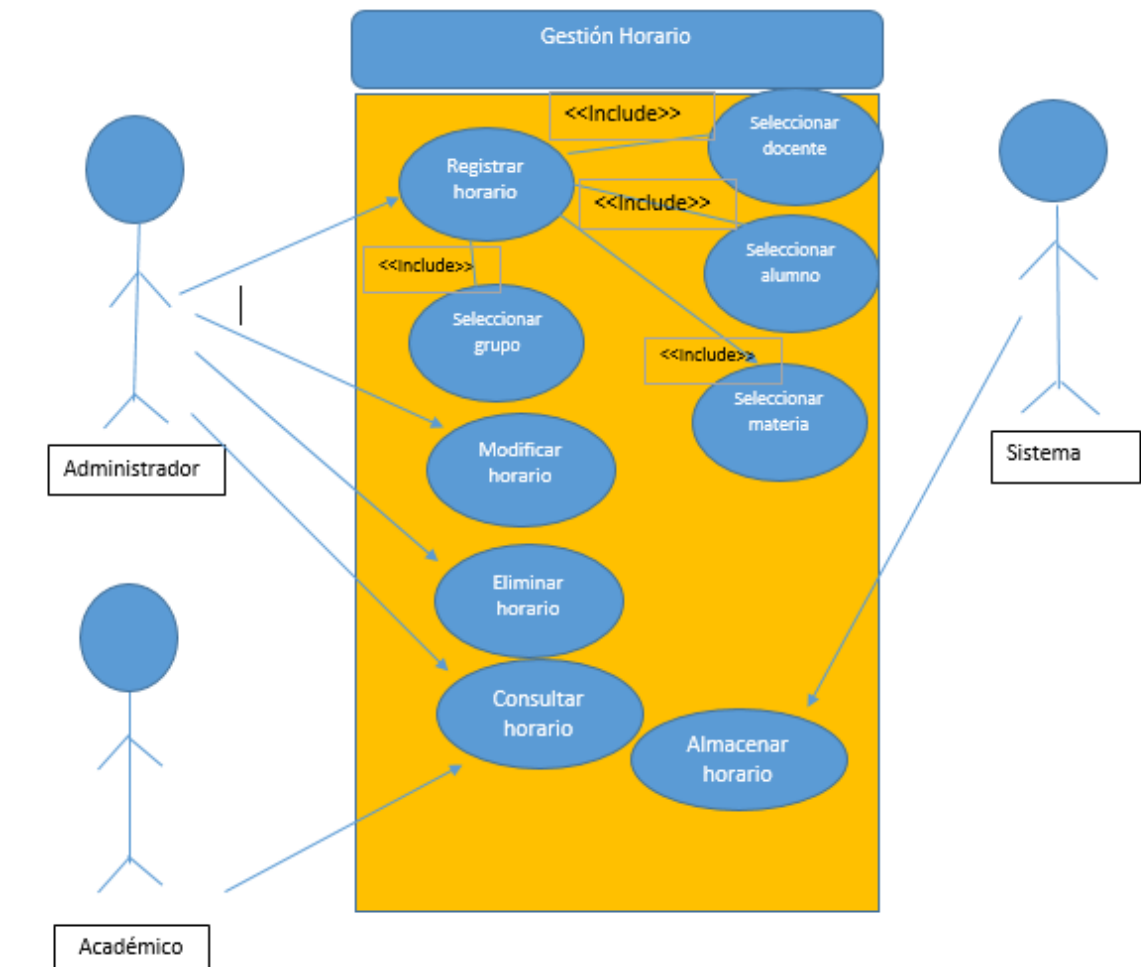 Gestión Horario
<<Include>>
Seleccionar
docente
Registrar
horario
<<Include>>
<<Include>>
Seleccionar
alumno
Seleccionar
grupo
<<Include>>
Seleccionar
materia
Modificar
horario
Administrador
Sistema
Eliminar
horario
Consultar
horario
Almacenar
horario
Académico